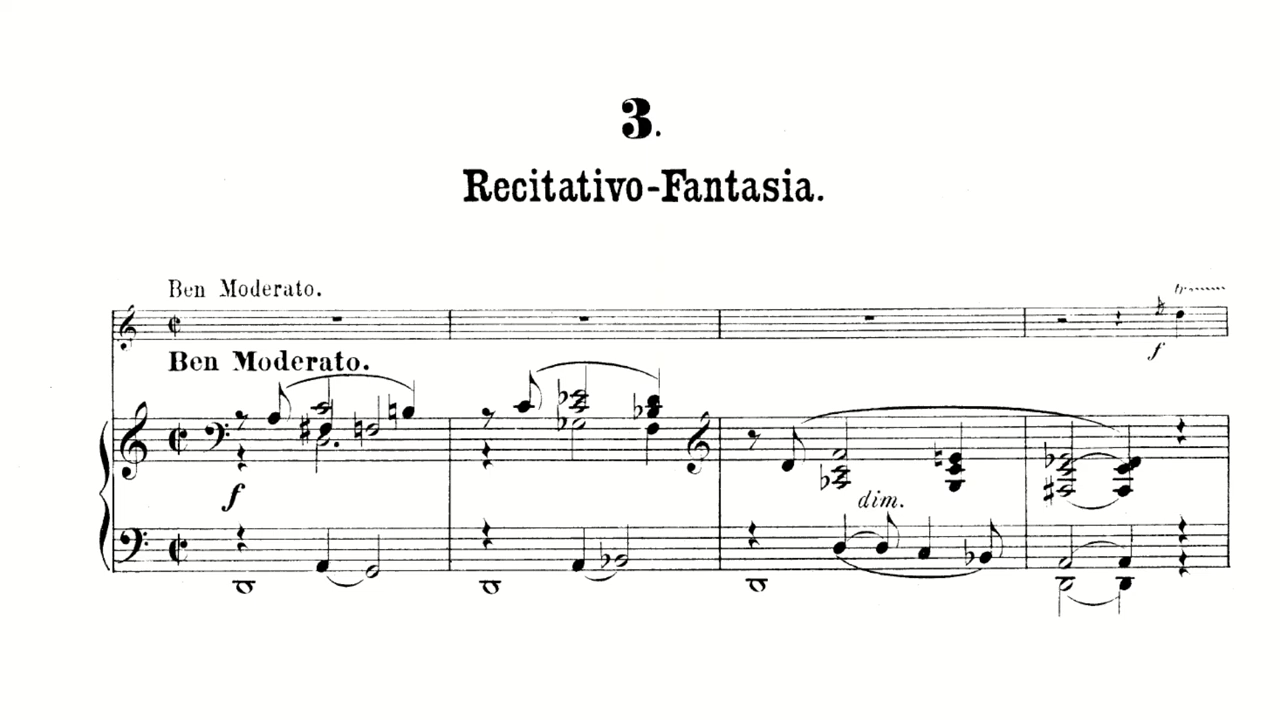 3.
Recitativo-Fantasia.
Ben Moderato.
tr
f
Ben Moderato.
f
dim.